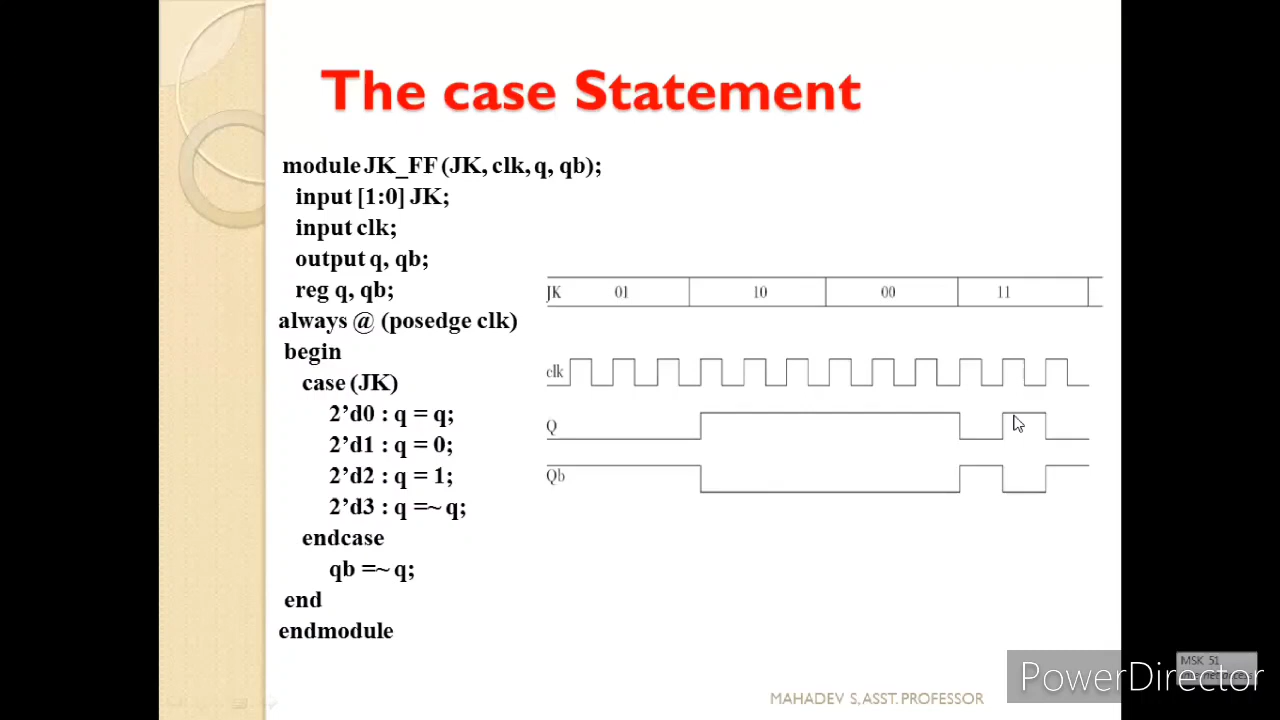 The case Statement
module JK_FF (JK, clk, q, qb);
input [1:0] JK;
input clk;
output q, qb;
reg q, qb;
always @ (posedge clk)
begin
case (JK)
2’d0 : q = q;
2’d1 : q = 0;
2’d2 : q = 1;
2’d3 : q =~ q;
endcase
qb =~ q;
end
endmodule
JK 01 10 00 11
clk
Q
Qb
MAHADEV S, ASST. PROFESSOR
MSK 51
PowerDirector